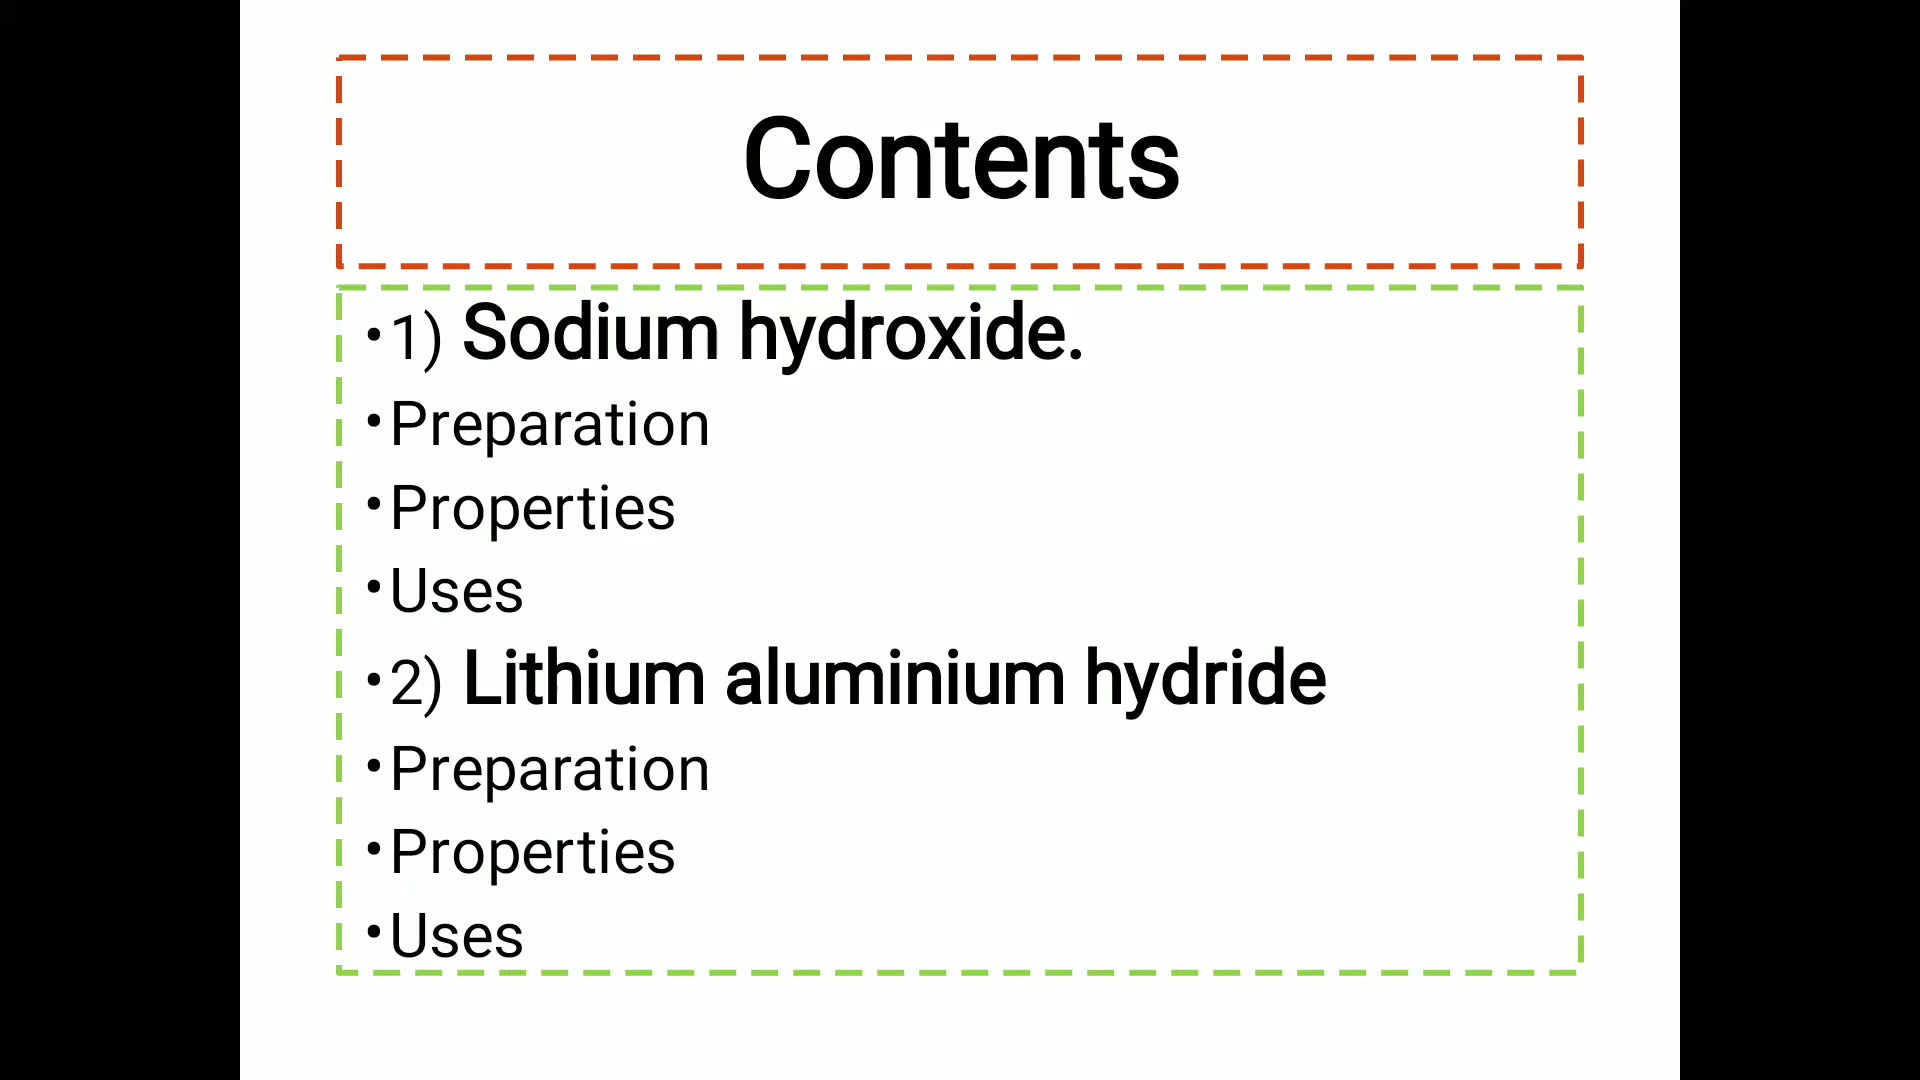 Contents
•1) Sodium hydroxide.
•Preparation
•Properties
•Uses
•2) Lithium aluminium hydride
•Preparation
•Properties
•Uses